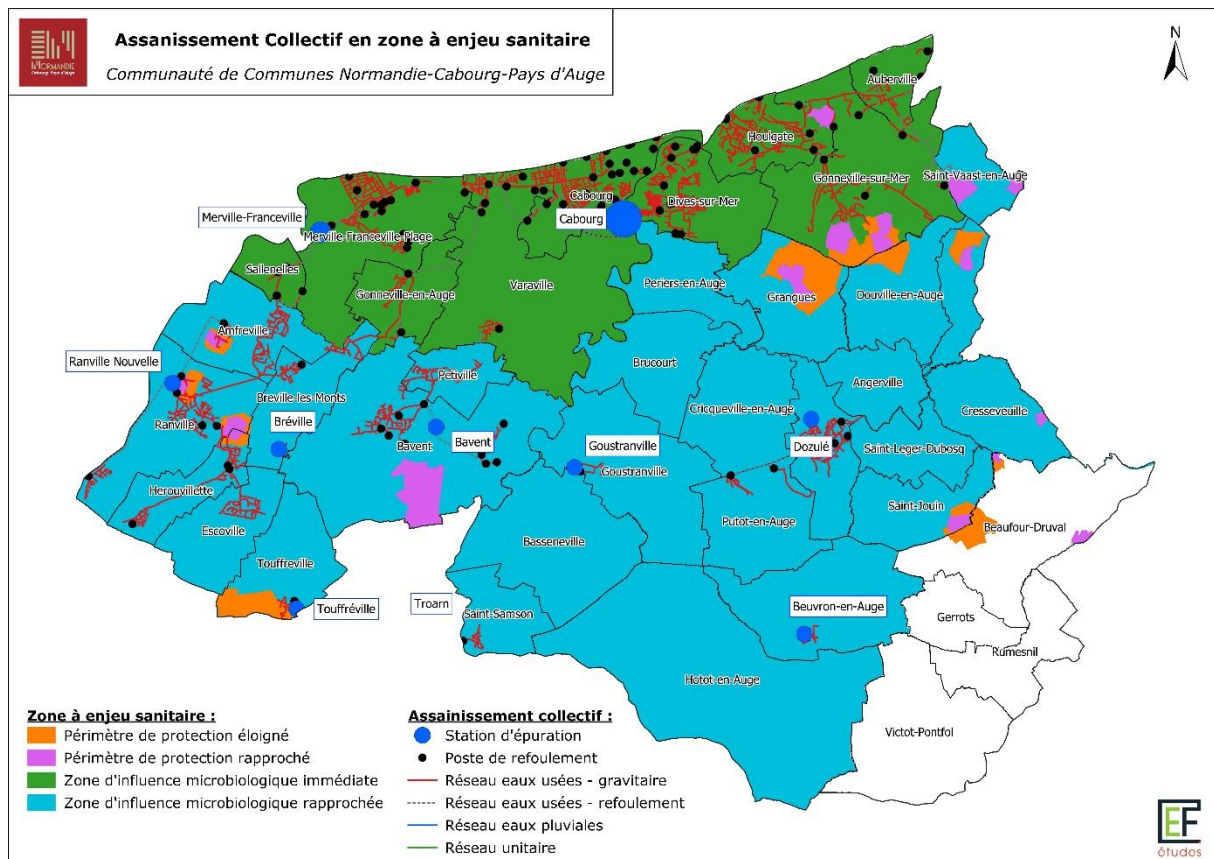 NORMANDIE
Cabourg Pays d'Auge
Assanissement Collectif en zone à enjeu sanitaire
Communauté de Communes Normandie-Cabourg-Pays d'Auge
N
Auberville
Houlgate
Gonneville-sur-Mer
Saint-Vaast-en-Auge
Cabourg
Dives-sur-Mer
Cabourg
Merville-Franceville
Merville-Franceville Plage
Sallenelles
Gonneville-en-Auge
Varaville
Periers-en-Auge
Grangues
Douville-en-Auge
Amfreville
Ranville Nouvelle
Breville-les Monts
Petiville
Brucourt
Angerville
Cricqueville-en-Auge
Cresseveuille
Ranville
Bréville
Bavent
Bavent
Goustranville
Goustranville
Dozulé
Saint-Leger-Dubosq
Herouvillette
Escoville
Putot-en-Auge
Saint-Jouin
Beaufour-Druval
Basseneville
Touffreville
Touffréville
Troarn
Saint-Samson
Beuvron-en-Auge
Gerrots
Rumesnil
Hotot-en-Auge
Victot-Pontfol
Zone à enjeu sanitaire :
Périmètre de protection éloigné
Périmètre de protection rapproché
Zone d'influence microbiologique immédiate
Zone d'influence microbiologique rapprochée
Assainissement collectif :
Station d'épuration
Poste de refoulement
Réseau eaux usées - gravitaire
Réseau eaux usées - refoulement
Réseau eaux pluviales
Réseau unitaire
CEF
études